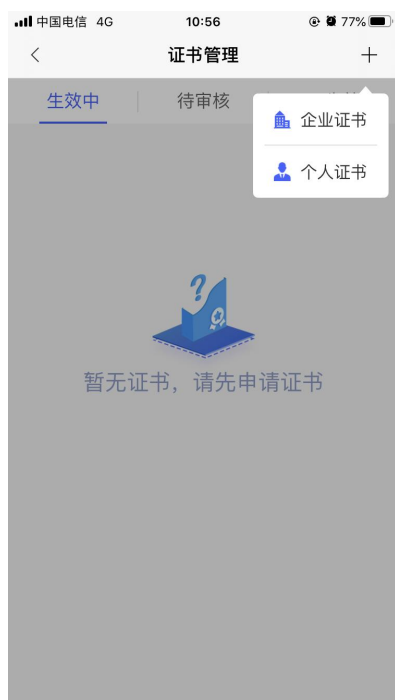 中国电信 4G 10:56 77%
证书管理
生效中 待审核
企业证书
个人证书
暂无证书，请先申请证书